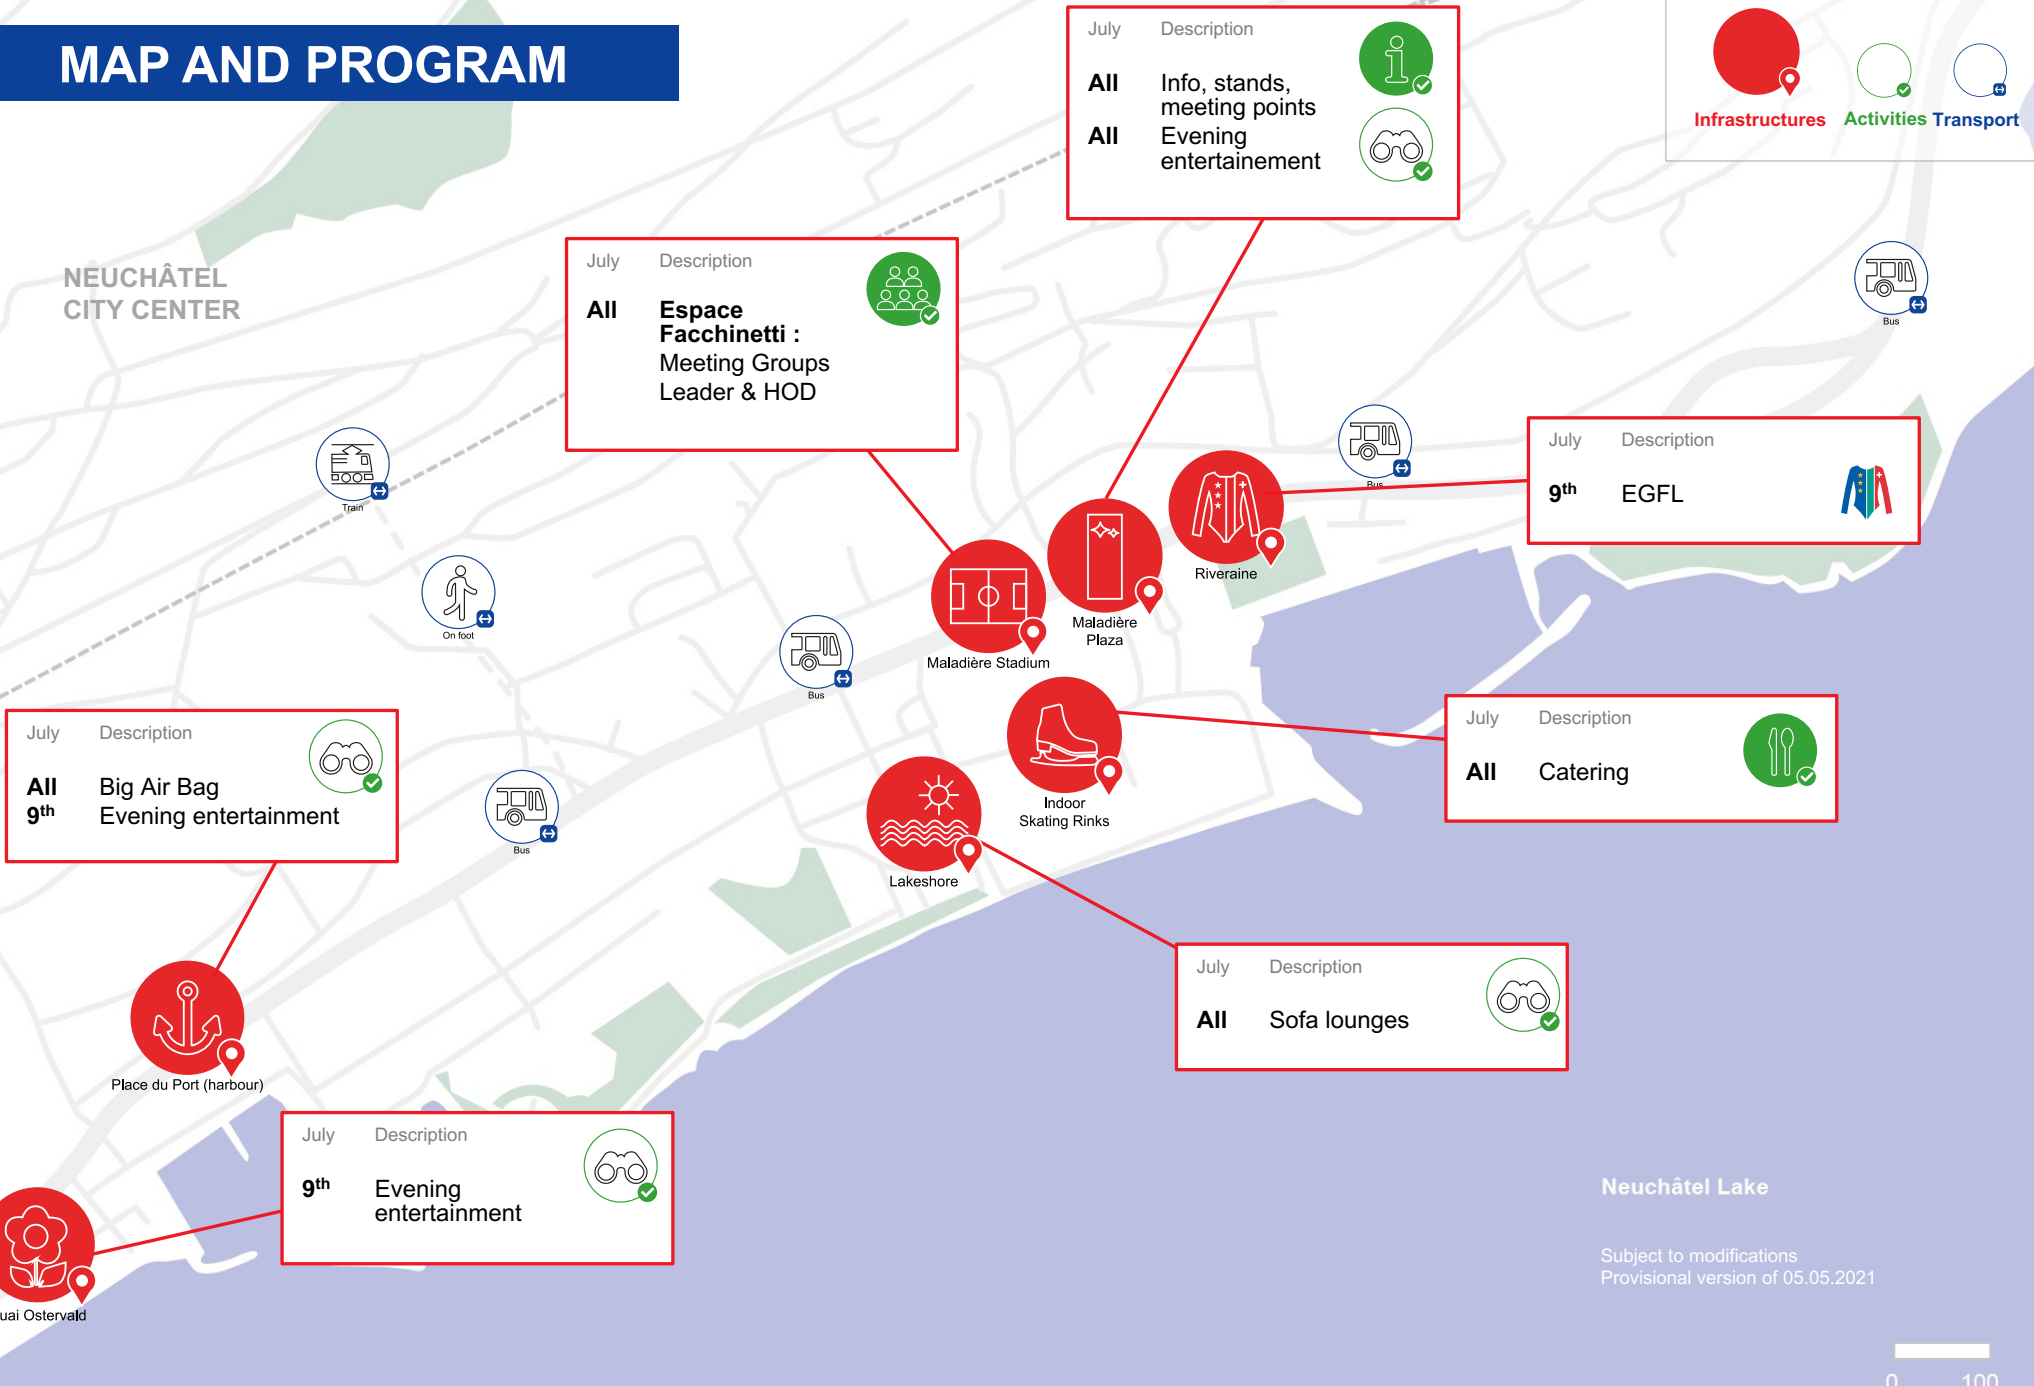 MAP AND PROGRAM
July Description
All Info, stands,
meeting points
All Evening
entertainement
Infrastructures Activities Transport
NEUCHÂTEL
CITY CENTER
July Description
All Espace
Facchinetti :
Meeting Groups
Leader & HOD
Bus
Bus
July Description
9th EGFL
Train
On foot
Bus
Riveraine
Maladière
Plaza
Maladière Stadium
July Description
All Big Air Bag
9th Evening entertainment
Bus
July Description
All Catering
Indoor
Skating Rinks
Lakeshore
July Description
All Sofa lounges
Place du Port (harbour)
July Description
9th Evening
entertainment
uai Ostervald
Neuchâtel Lake
Subject to modifications
Provisional version of 05.05.2021
0 100